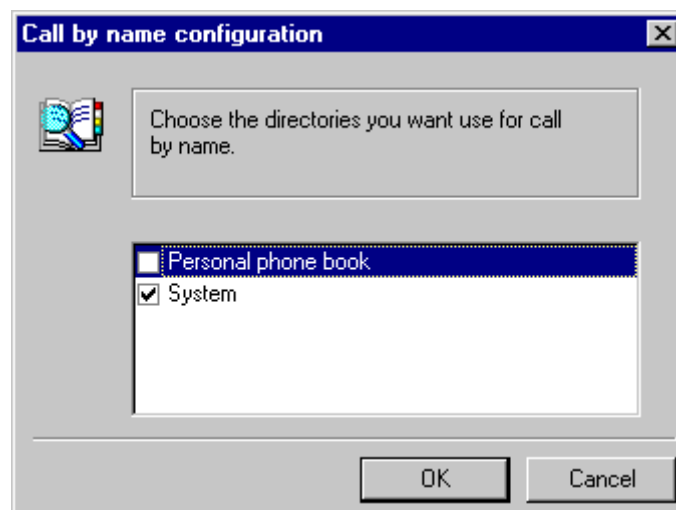 Call by name configuration
Choose the directories you want use for call
by name.
Personal phone book
System
OK
Cancel